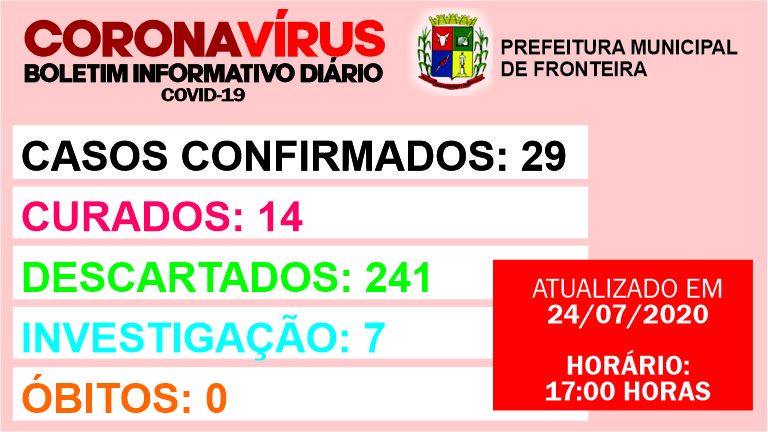 CORONAVÍRUS
BOLETIM INFORMATIVO DIÁRIO
COVID-19
PREFEITURA MUNICIPAL
DE FRONTEIRA
CASOS CONFIRMADOS: 29
CURADOS: 14
DESCARTADOS: 241
INVESTIGAÇÃO: 7
ÓBITOS: 0
ATUALIZADO EM
24/07/2020
HORÁRIO:
17:00 HORAS